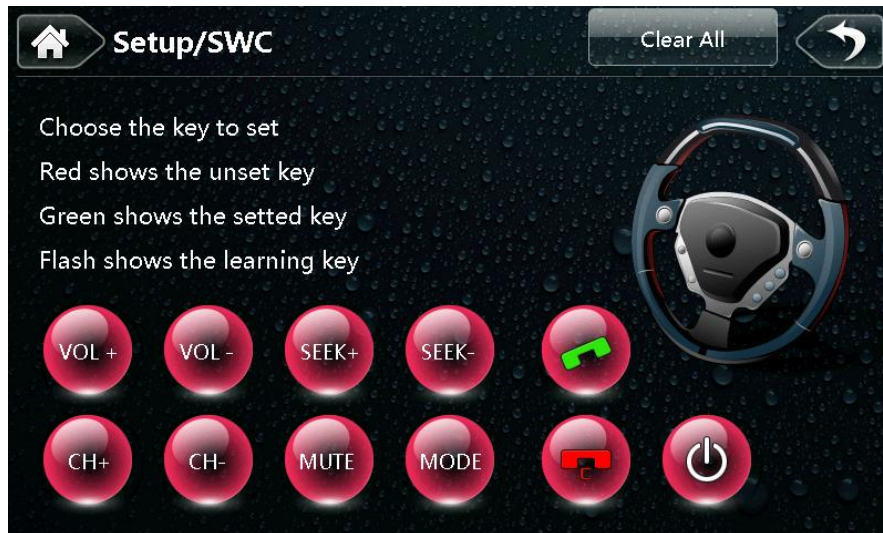 Setup/SWC
Clear All
Choose the key to set
Red shows the unset key
Green shows the setted key
Flash shows the learning key
VOL + VOL - SEEK+ SEEK-
CH+ CH- MUTE MODE C